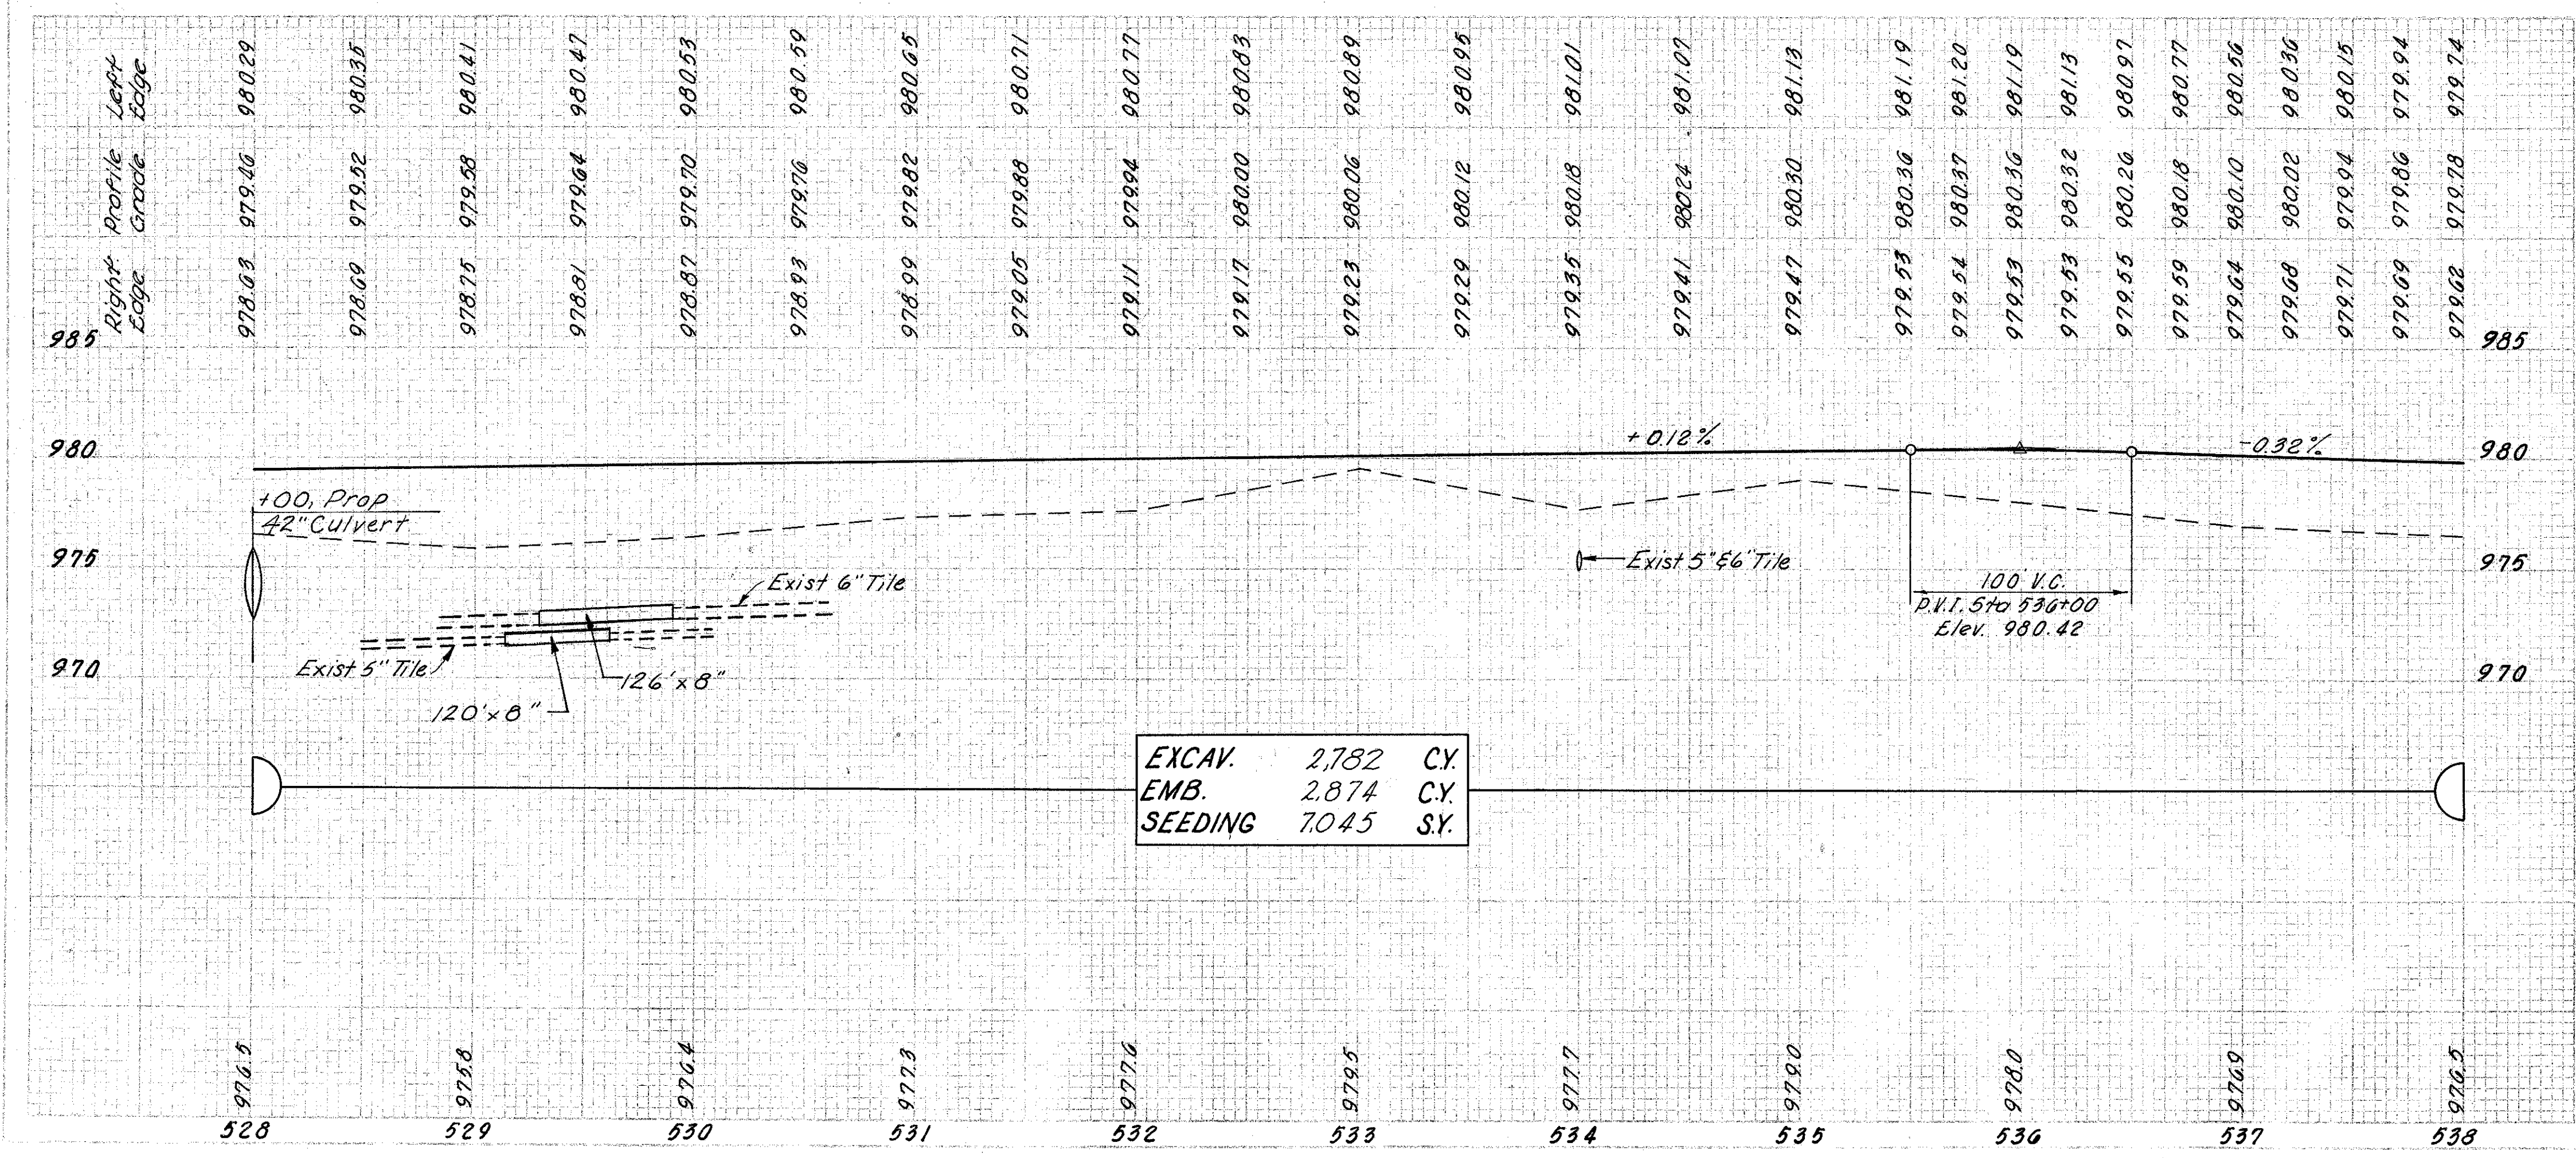 Left Edge 980.29 980.35 980.41 980.47 980.53 980.59 980.65 980.71 980.77 980.83 980.89 980.95 981.01 981.07 981.13 981.19 981.20 981.19 981.13 980.97 980.77 980.56 980.36 980.15 979.94 979.74
Profile Grade 979.46 979.52 979.58 979.64 979.70 979.76 979.82 979.88 979.94 980.00 980.06 980.12 980.18 980.24 980.30 980.36 980.37 980.36 980.32 980.26 980.18 980.10 980.02 979.94 979.86 979.78
Right Edge 978.63 978.69 978.75 978.81 978.87 978.93 978.99 979.05 979.11 979.17 979.23 979.29 979.35 979.41 979.47 979.53 979.54 979.53 979.53 979.55 979.59 979.64 979.68 979.71 979.69 979.62
985 985
980 +0.12% -0.32% 980
+00, Prop
42" Culvert
975 Exist 5" & 6" Tile 975
Exist 6" Tile
100' V.C.
P.V.I. Sta 536+00
Elev. 980.42
970 Exist 5" Tile 970
126' x 8"
120' x 8"
EXCAV. 2,782 C.Y.
EMB. 2,874 C.Y.
SEEDING 7,045 S.Y.
976.5 975.8 976.4 977.3 977.6 979.5 977.7 979.0 978.0 976.9 976.5
528 529 530 531 532 533 534 535 536 537 538